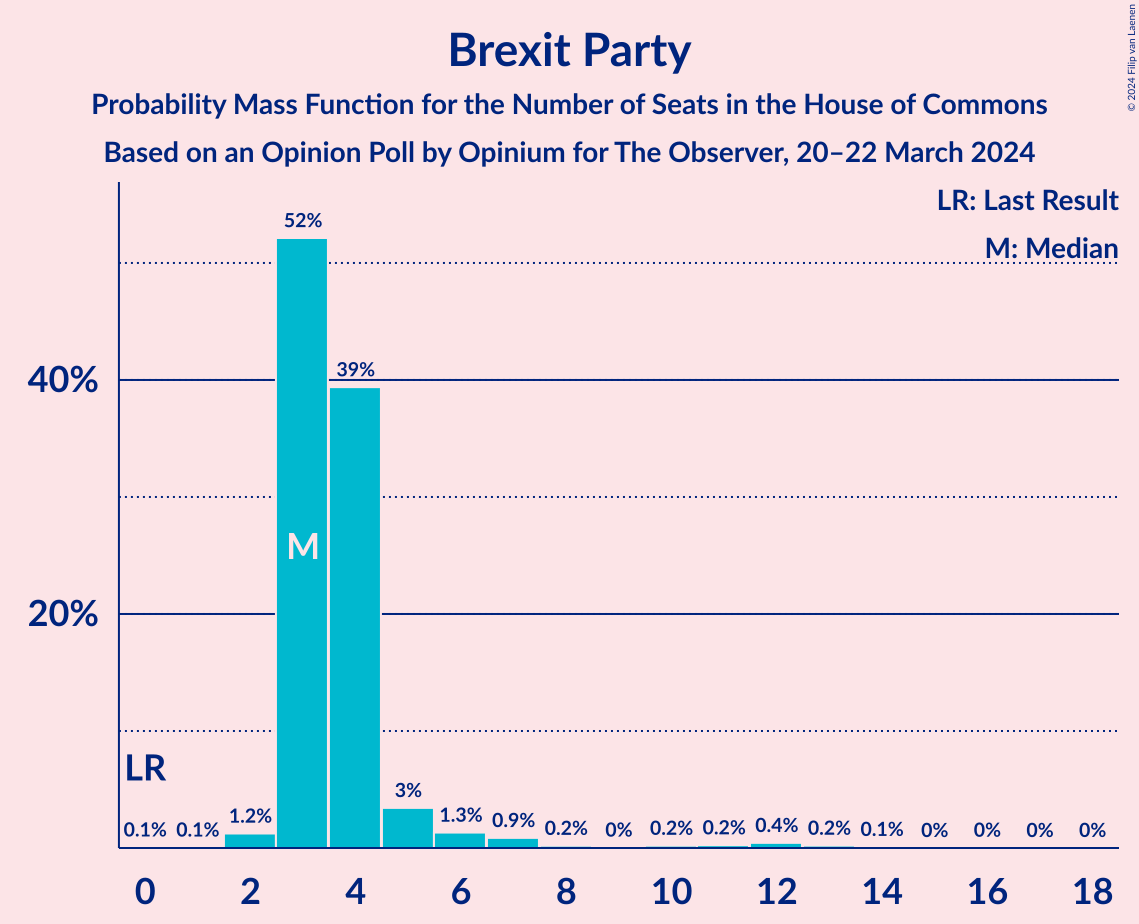 Brexit Party
Probability Mass Function for the Number of Seats in the House of Commons
Based on an Opinion Poll by Opinium for The Observer, 20–22 March 2024
© 2024 Filip van Laenen
LR: Last Result
M: Median
52%
39%
40%
M
20%
LR
0.1% 0.1% 1.2% 3% 1.3% 0.9% 0.2% 0% 0.2% 0.2% 0.4% 0.2% 0.1% 0% 0% 0% 0%
0 2 4 6 8 10 12 14 16 18